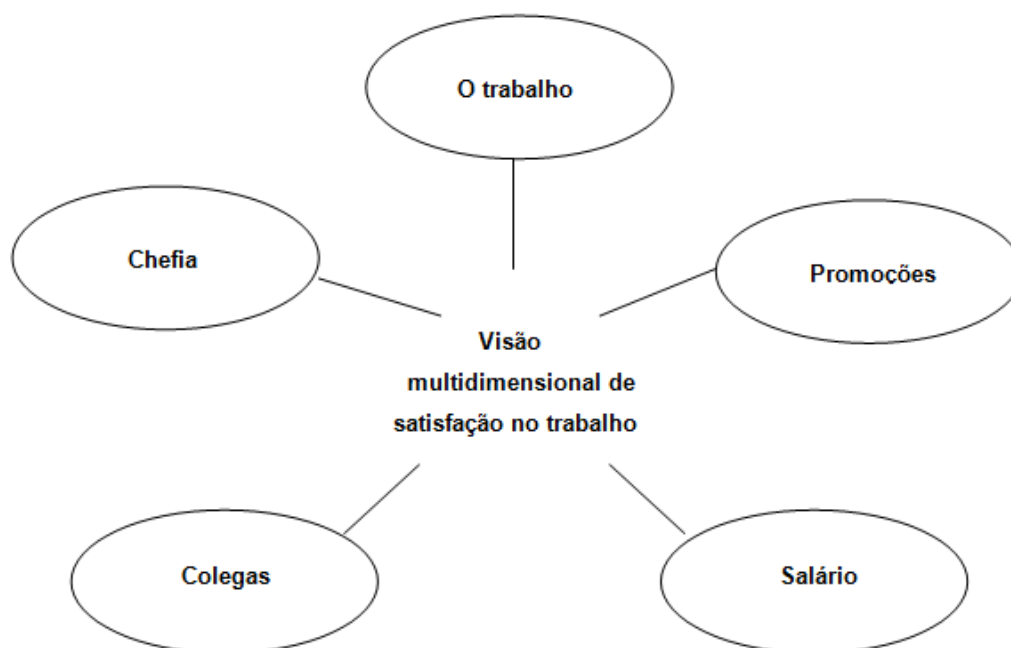 O trabalho
Chefia
Promoções
Visão
multidimensional de
satisfação no trabalho
Colegas
Salário